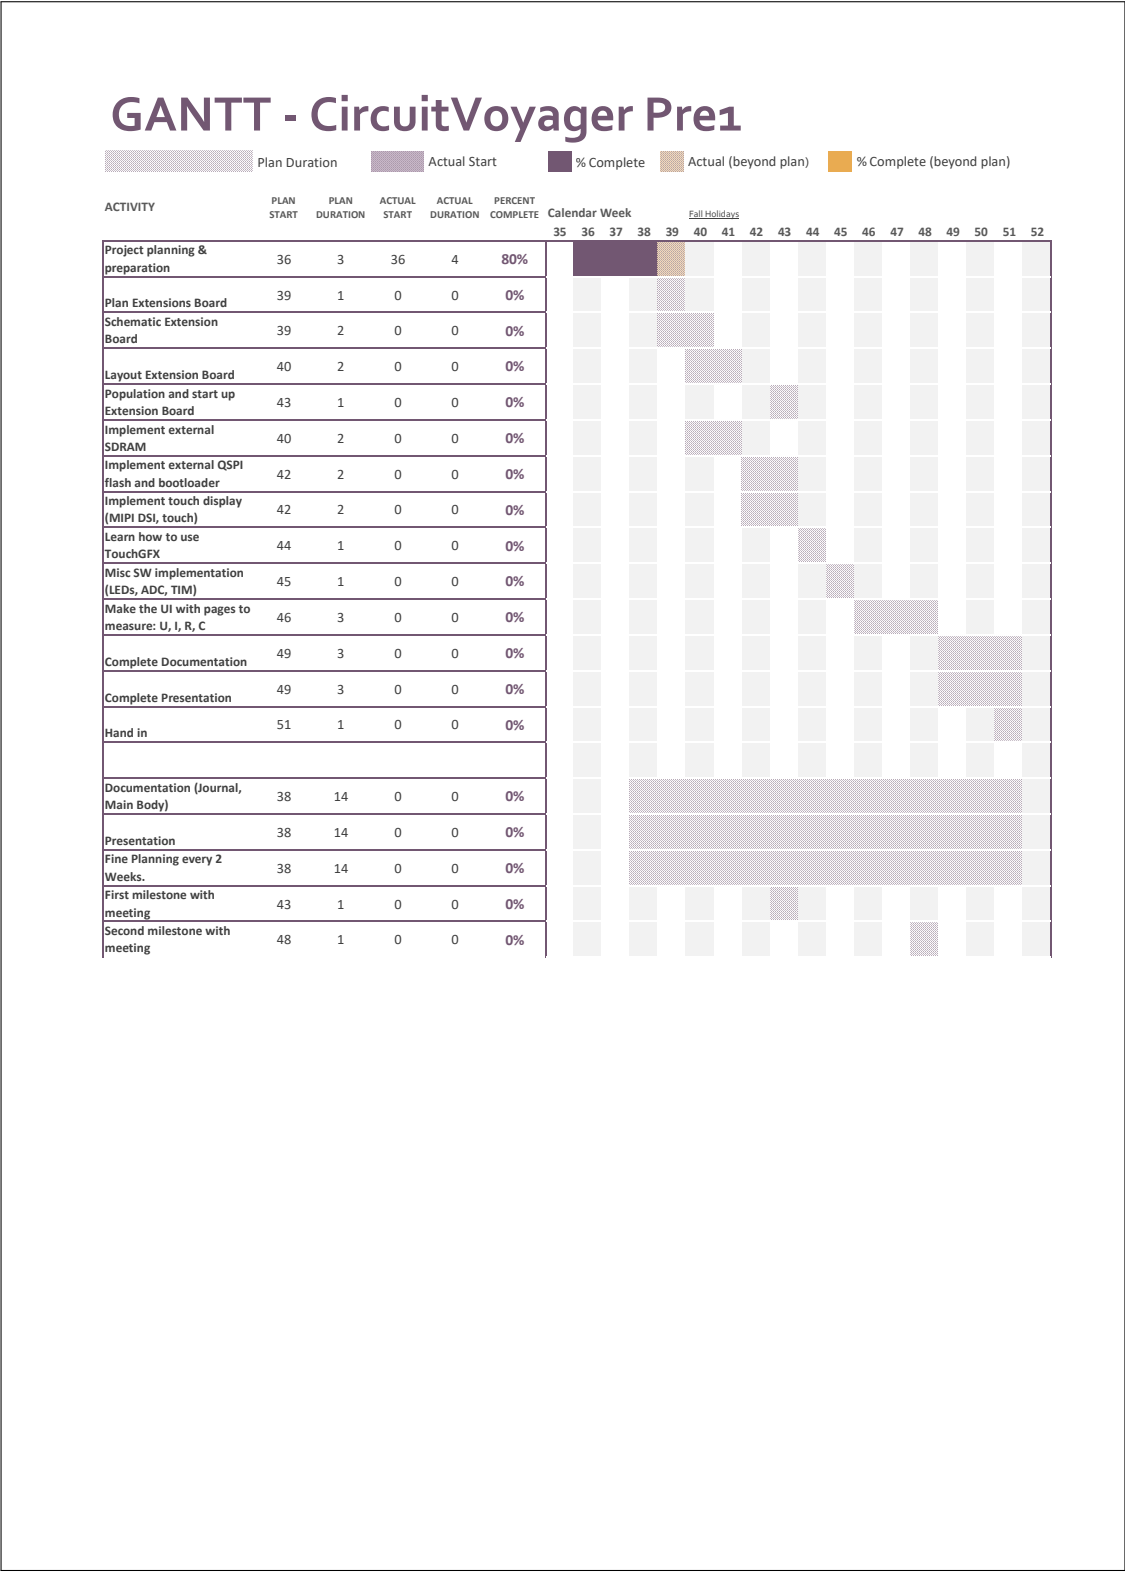 GANTT - CircuitVoyager Pre1
Plan Duration Actual Start % Complete Actual (beyond plan) % Complete (beyond plan)
ACTIVITY PLAN START PLAN DURATION ACTUAL START ACTUAL DURATION PERCENT COMPLETE Calendar Week Fall Holidays
35 36 37 38 39 40 41 42 43 44 45 46 47 48 49 50 51 52
Project planning & preparation 36 3 36 4 80%
Plan Extensions Board 39 1 0 0 0%
Schematic Extension Board 39 2 0 0 0%
Layout Extension Board 40 2 0 0 0%
Population and start up Extension Board 43 1 0 0 0%
Implement external SDRAM 40 2 0 0 0%
Implement external QSPI flash and bootloader 42 2 0 0 0%
Implement touch display (MIPI DSI, touch) 42 2 0 0 0%
Learn how to use TouchGFX 44 1 0 0 0%
Misc SW implementation (LEDs, ADC, TIM) 45 1 0 0 0%
Make the UI with pages to measure: U, I, R, C 46 3 0 0 0%
Complete Documentation 49 3 0 0 0%
Complete Presentation 49 3 0 0 0%
Hand in 51 1 0 0 0%
Documentation (Journal, Main Body) 38 14 0 0 0%
Presentation 38 14 0 0 0%
Fine Planning every 2 Weeks. 38 14 0 0 0%
First milestone with meeting 43 1 0 0 0%
Second milestone with meeting 48 1 0 0 0%